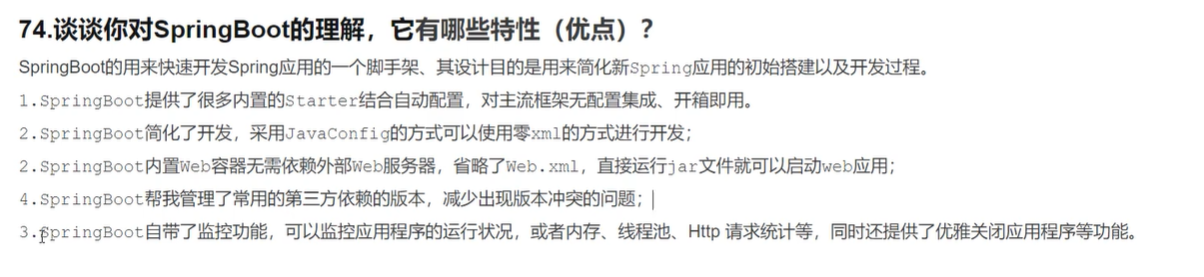 74.谈谈你对SpringBoot的理解，它有哪些特性（优点）？
SpringBoot的用来快速开发Spring应用的一个脚手架、其设计目的是用来简化新Spring应用的初始搭建以及开发过程。
1.SpringBoot提供了很多内置的Starter结合自动配置，对主流框架无配置集成、开箱即用。
2.SpringBoot简化了开发，采用JavaConfig的方式可以使用零xml的方式进行开发；
2.SpringBoot内置Web容器无需依赖外部Web服务器，省略了Web.xml，直接运行jar文件就可以启动web应用；
4.SpringBoot帮我管理了常用的第三方依赖的版本，减少出现版本冲突的问题；
3.SpringBoot自带了监控功能，可以监控应用程序的运行状况，或者内存、线程池、Http 请求统计等，同时还提供了优雅关闭应用程序等功能。